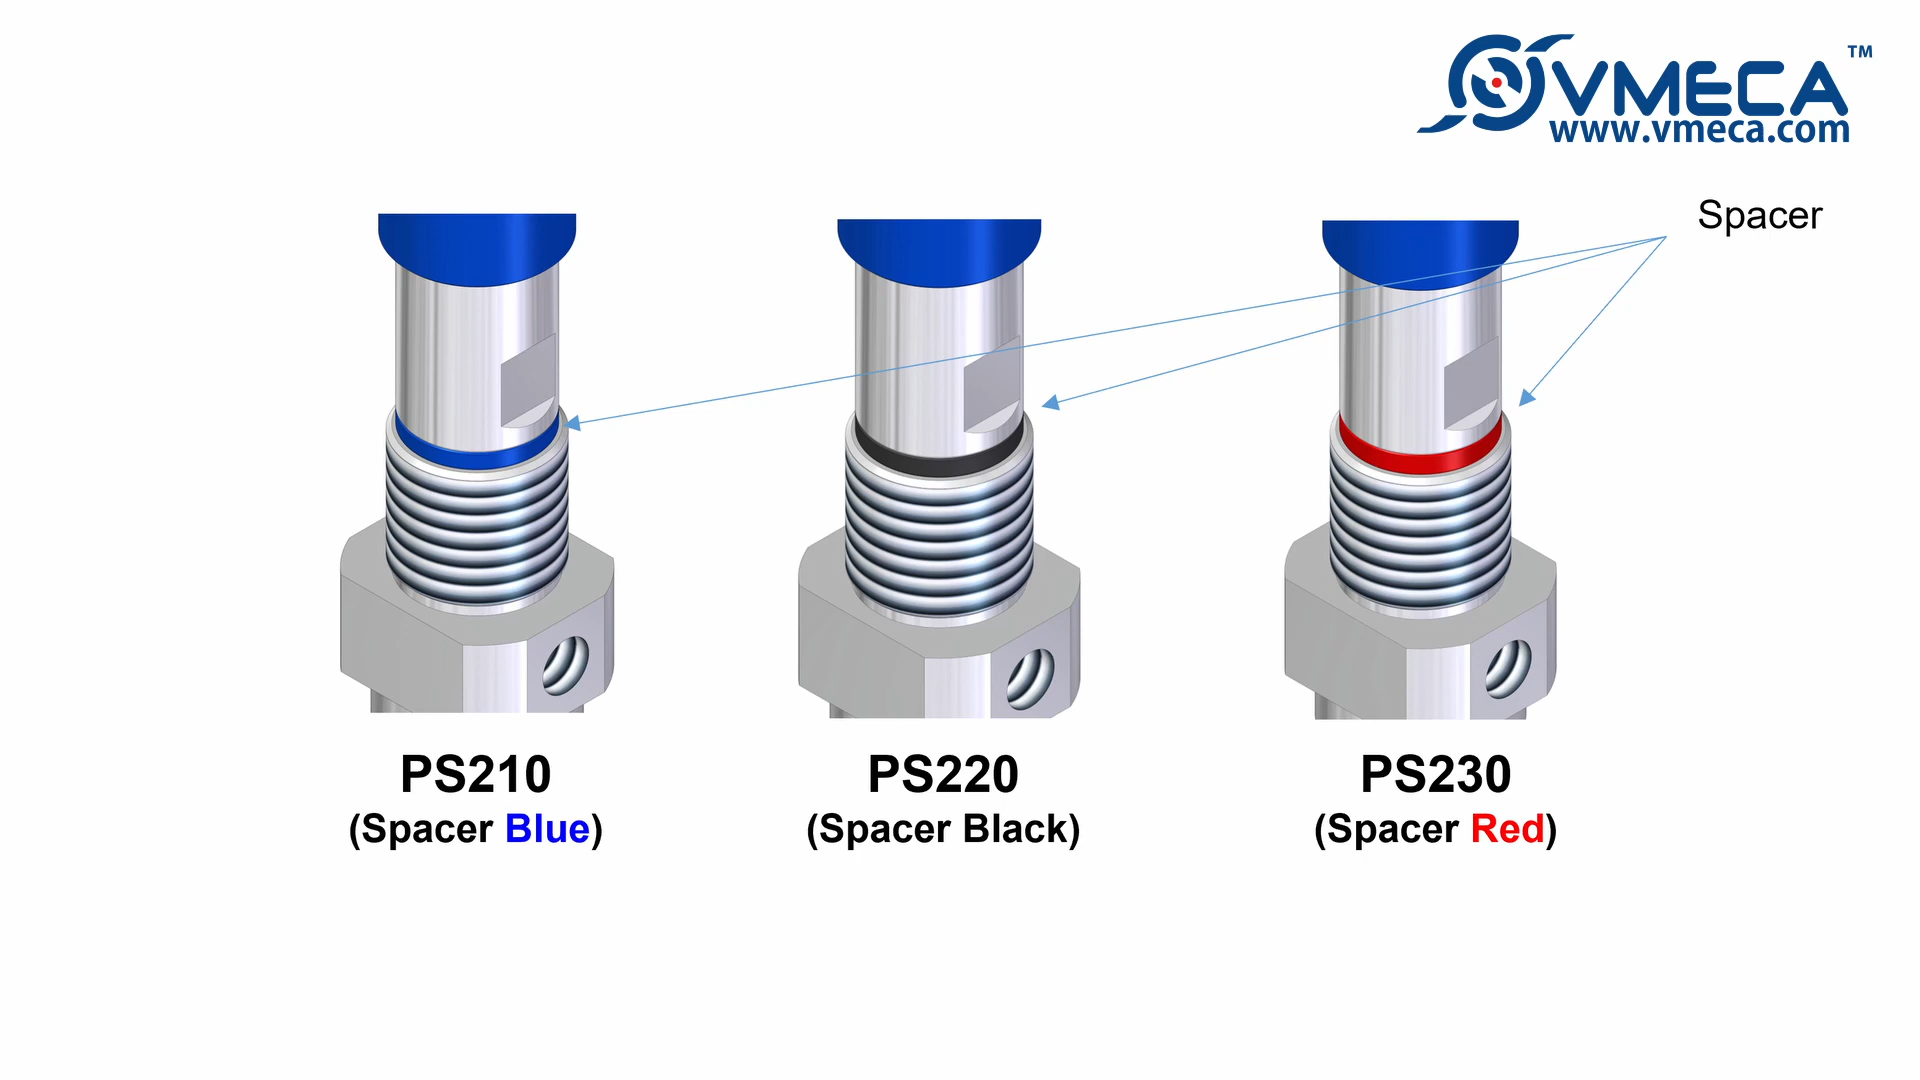 VMECA™
www.vmeca.com
Spacer
PS210
(Spacer Blue)
PS220
(Spacer Black)
PS230
(Spacer Red)